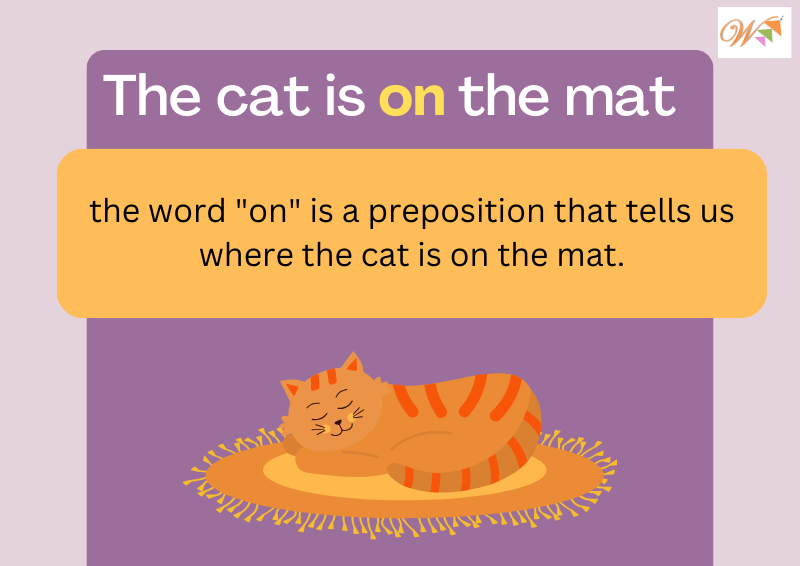 The cat is on the mat
the word "on" is a preposition that tells us
where the cat is on the mat.
W